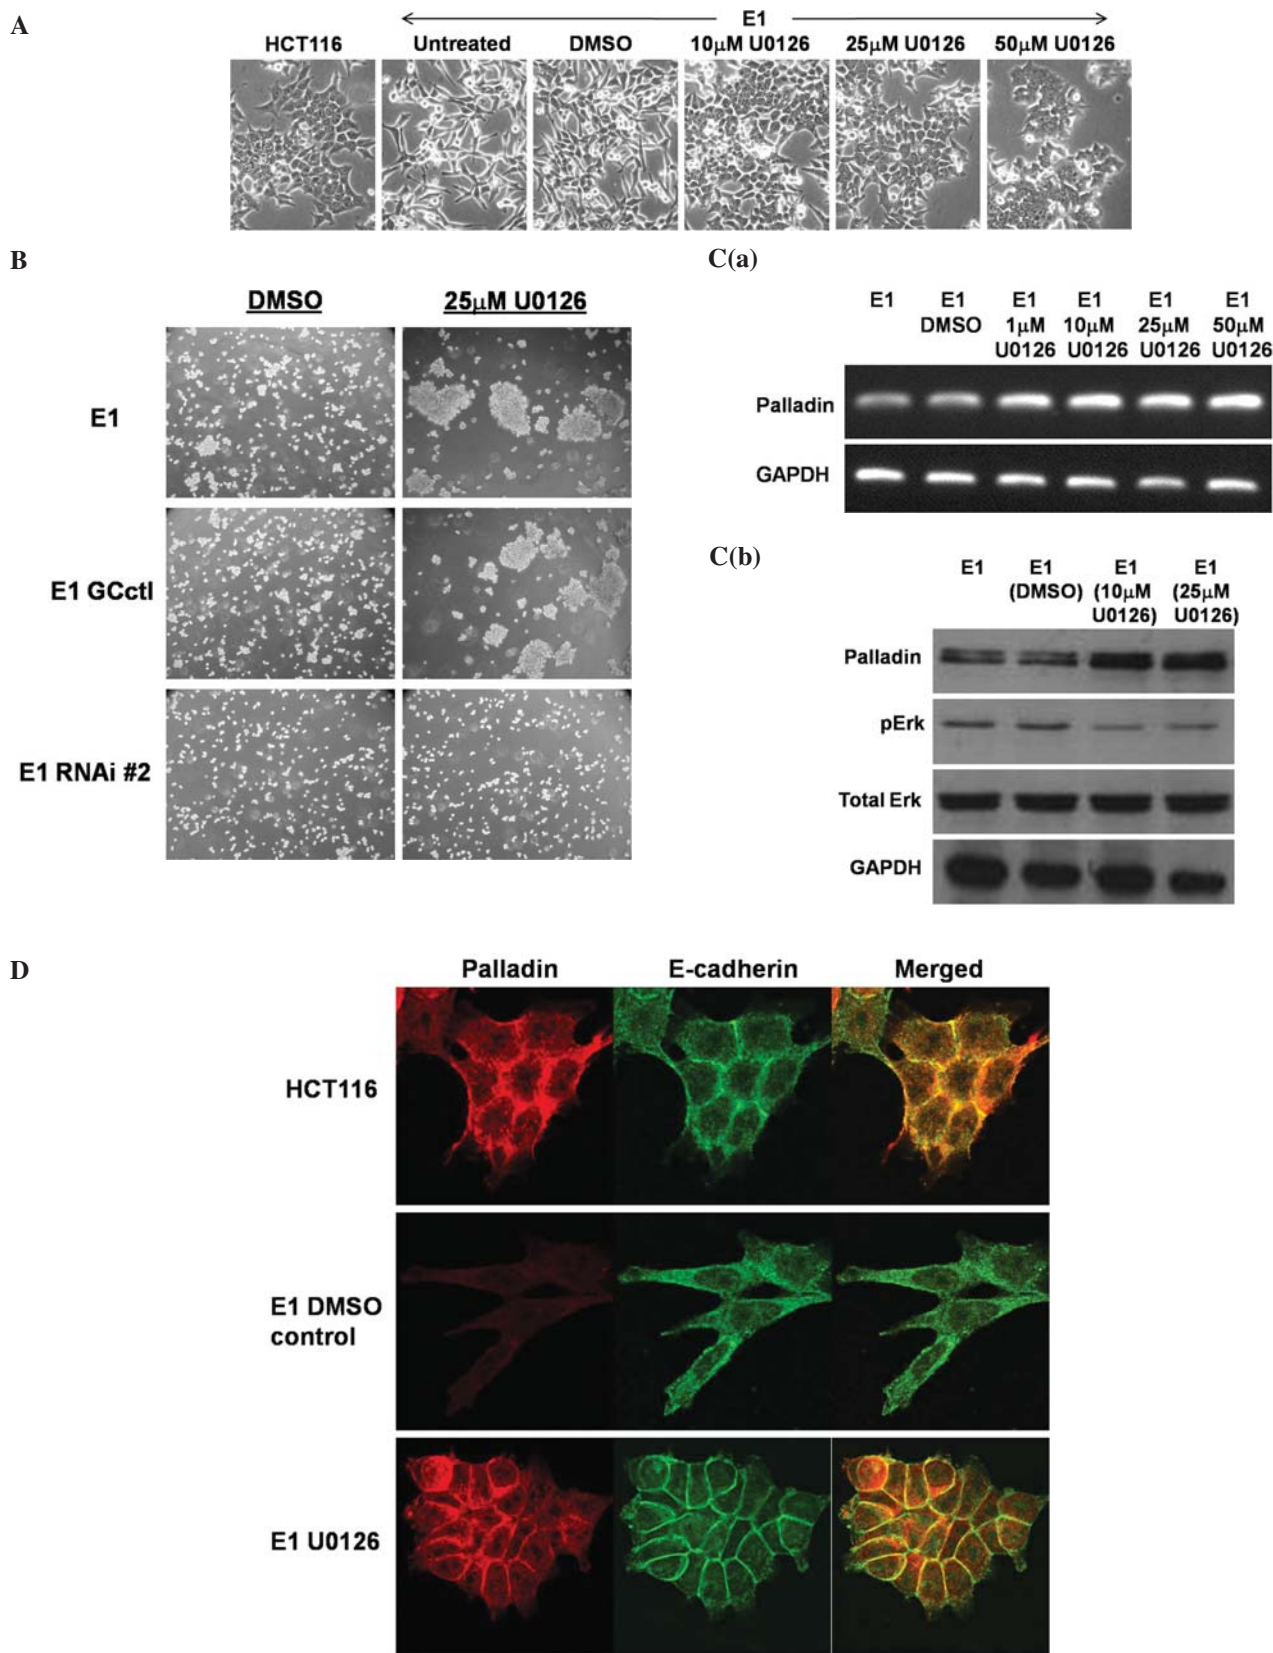 A
E1
HCT116 Untreated DMSO 10µM U0126 25µM U0126 50µM U0126
B
DMSO 25µM U0126
E1
E1 GCctl
E1 RNAi #2
C(a)
E1 E1 E1 E1 E1 E1
DMSO 1µM 10µM 25µM 50µM
U0126 U0126 U0126 U0126
Palladin
GAPDH
C(b)
E1 E1 E1 E1
(DMSO) (10µM (25µM
U0126) U0126)
Palladin
pErk
Total Erk
GAPDH
D
Palladin E-cadherin Merged
HCT116
E1 DMSO
control
E1 U0126